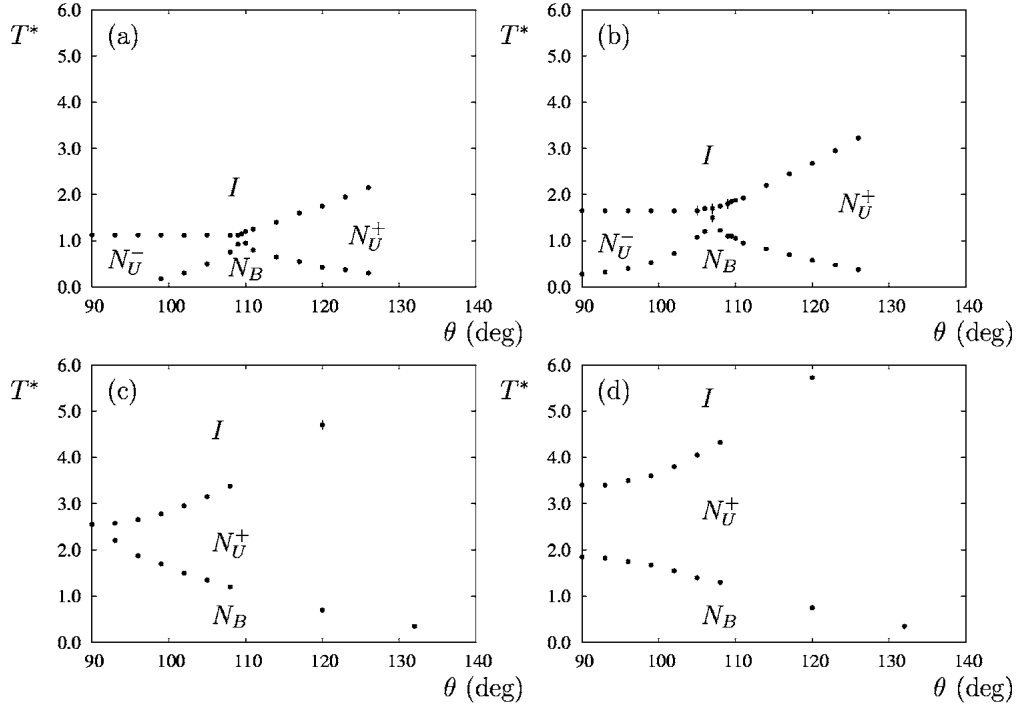 6.0
5.0
4.0
3.0
2.0
1.0
0.0
T*
(a)
I
N_U^-
N_B
N_U^+
90 100 110 120 130 140
θ (deg)
6.0
5.0
4.0
3.0
2.0
1.0
0.0
T*
(b)
I
N_U^-
N_B
N_U^+
90 100 110 120 130 140
θ (deg)
6.0
5.0
4.0
3.0
2.0
1.0
0.0
T*
(c)
I
N_U^+
N_B
90 100 110 120 130 140
θ (deg)
6.0
5.0
4.0
3.0
2.0
1.0
0.0
T*
(d)
I
N_U^+
N_B
90 100 110 120 130 140
θ (deg)